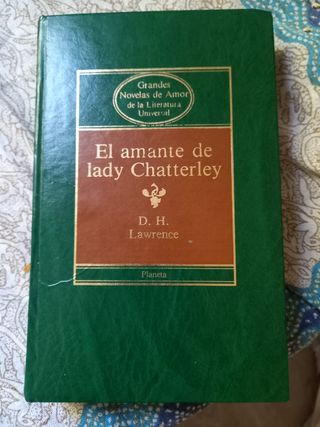 Grandes
Novelas de Amor
de la Literatura
Universal
El amante de
lady Chatterley
D. H.
Lawrence
Planeta